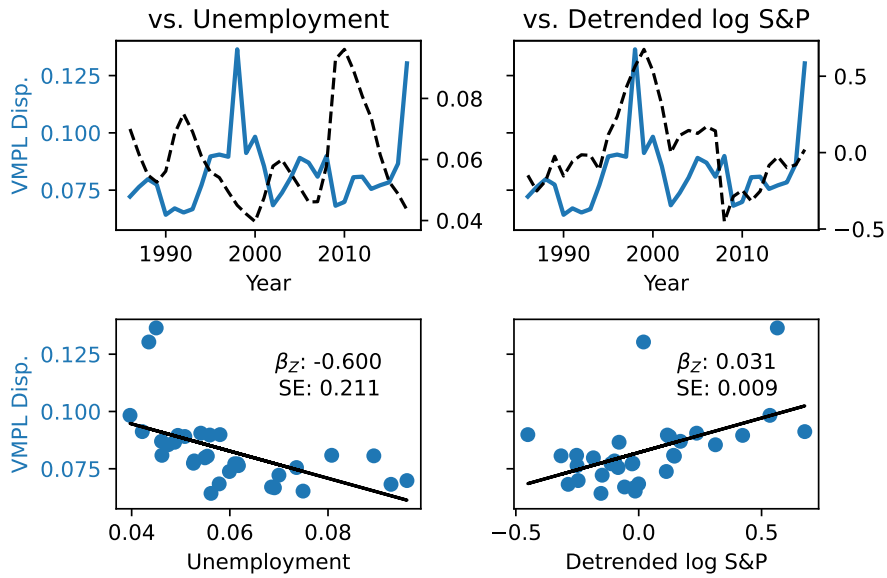 vs. Unemployment
vs. Detrended log S&P
VMPL Disp.
0.125
0.100
0.075
0.08
0.06
0.04
1990
2000
2010
Year
0.5
0.0
−0.5
1990
2000
2010
Year
VMPL Disp.
0.125
0.100
0.075
β_Z: -0.600
SE: 0.211
0.04
0.06
0.08
Unemployment
β_Z: 0.031
SE: 0.009
−0.5
0.0
0.5
Detrended log S&P